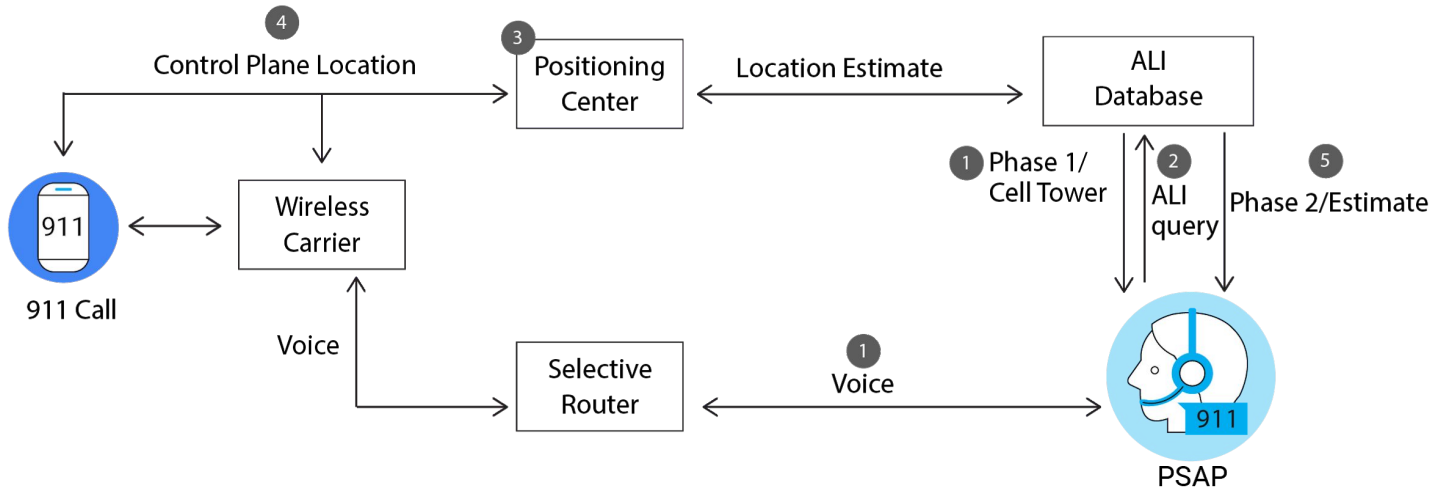 4
Control Plane Location
3
Positioning
Center
Location Estimate
ALI
Database
1
Phase 1/
Cell Tower
2
ALI
query
5
Phase 2/Estimate
911
911 Call
Wireless
Carrier
Voice
Selective
Router
1
Voice
911
PSAP